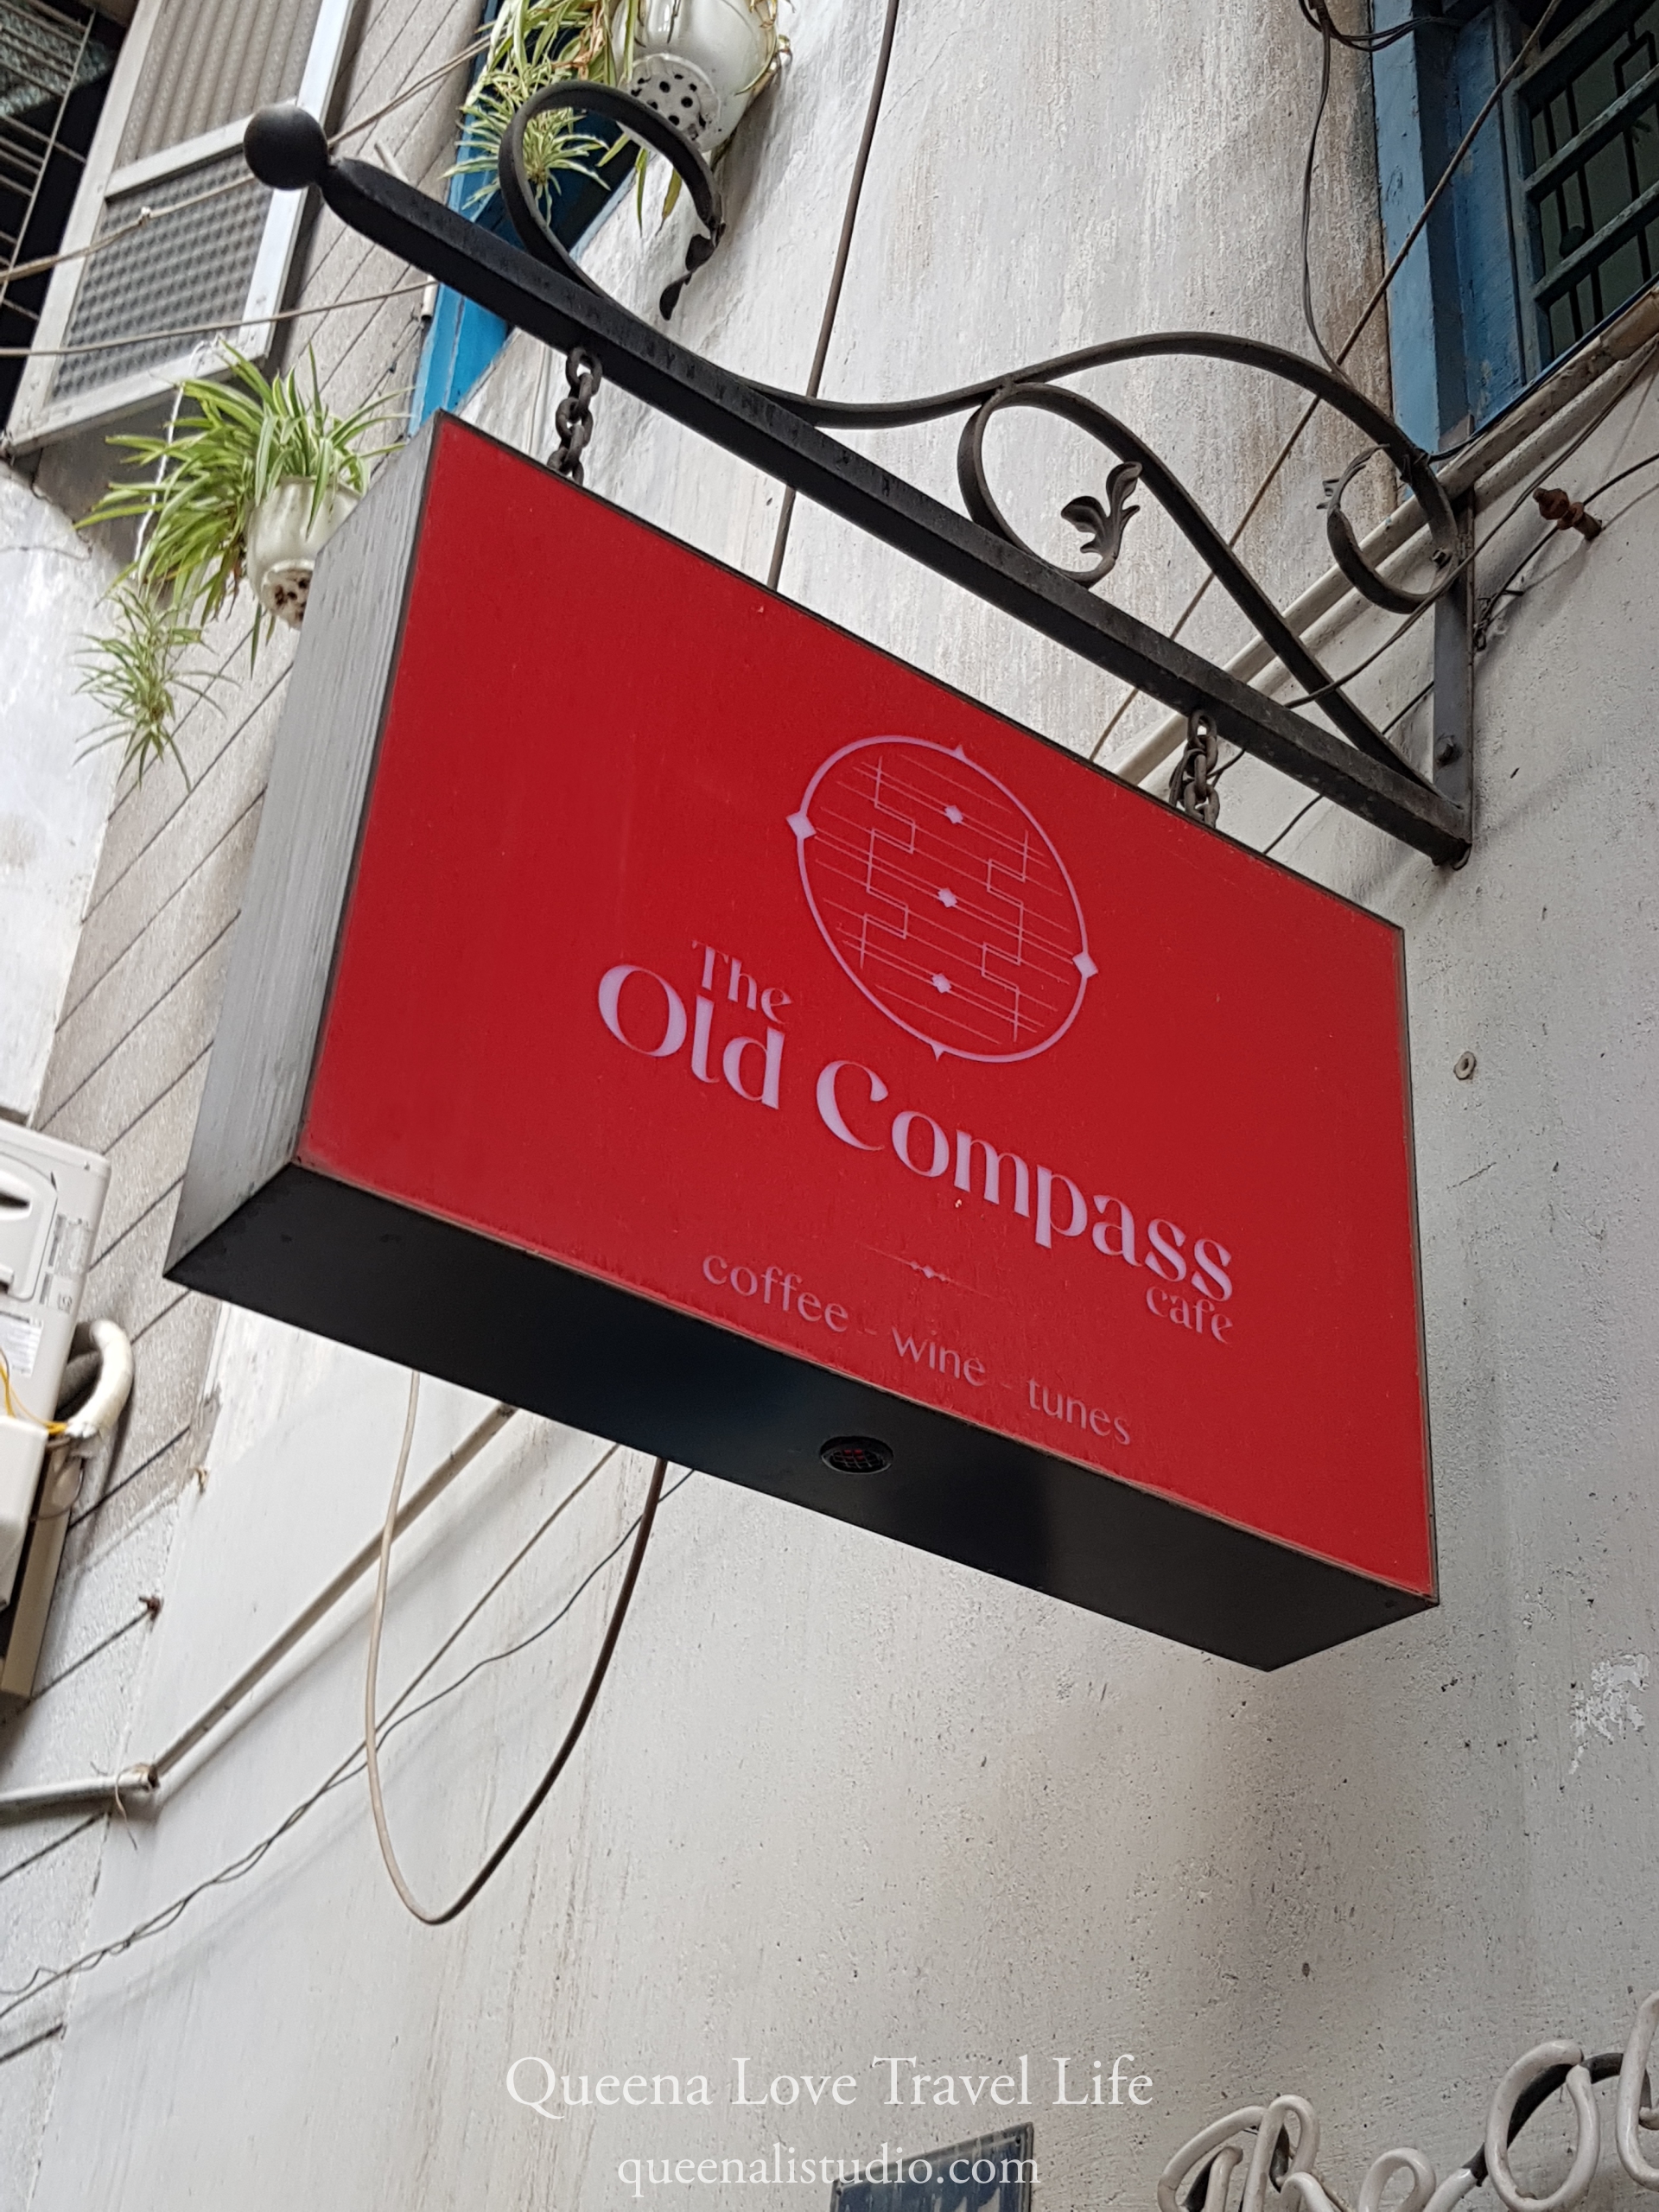 The
Old Compass
cafe
coffee - wine - tunes
Queena Love Travel Life
queenalistudio.com